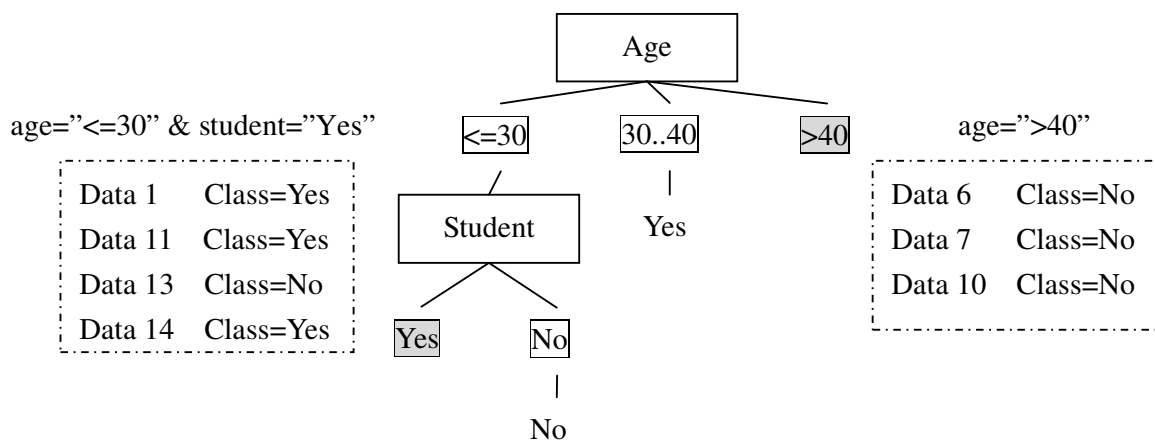 Age
age=”<=30” & student=”Yes”
<=30
30..40
>40
age=”>40”
Data 1 Class=Yes
Data 11 Class=Yes
Data 13 Class=No
Data 14 Class=Yes
Student
Yes
Data 6 Class=No
Data 7 Class=No
Data 10 Class=No
Yes
No
No